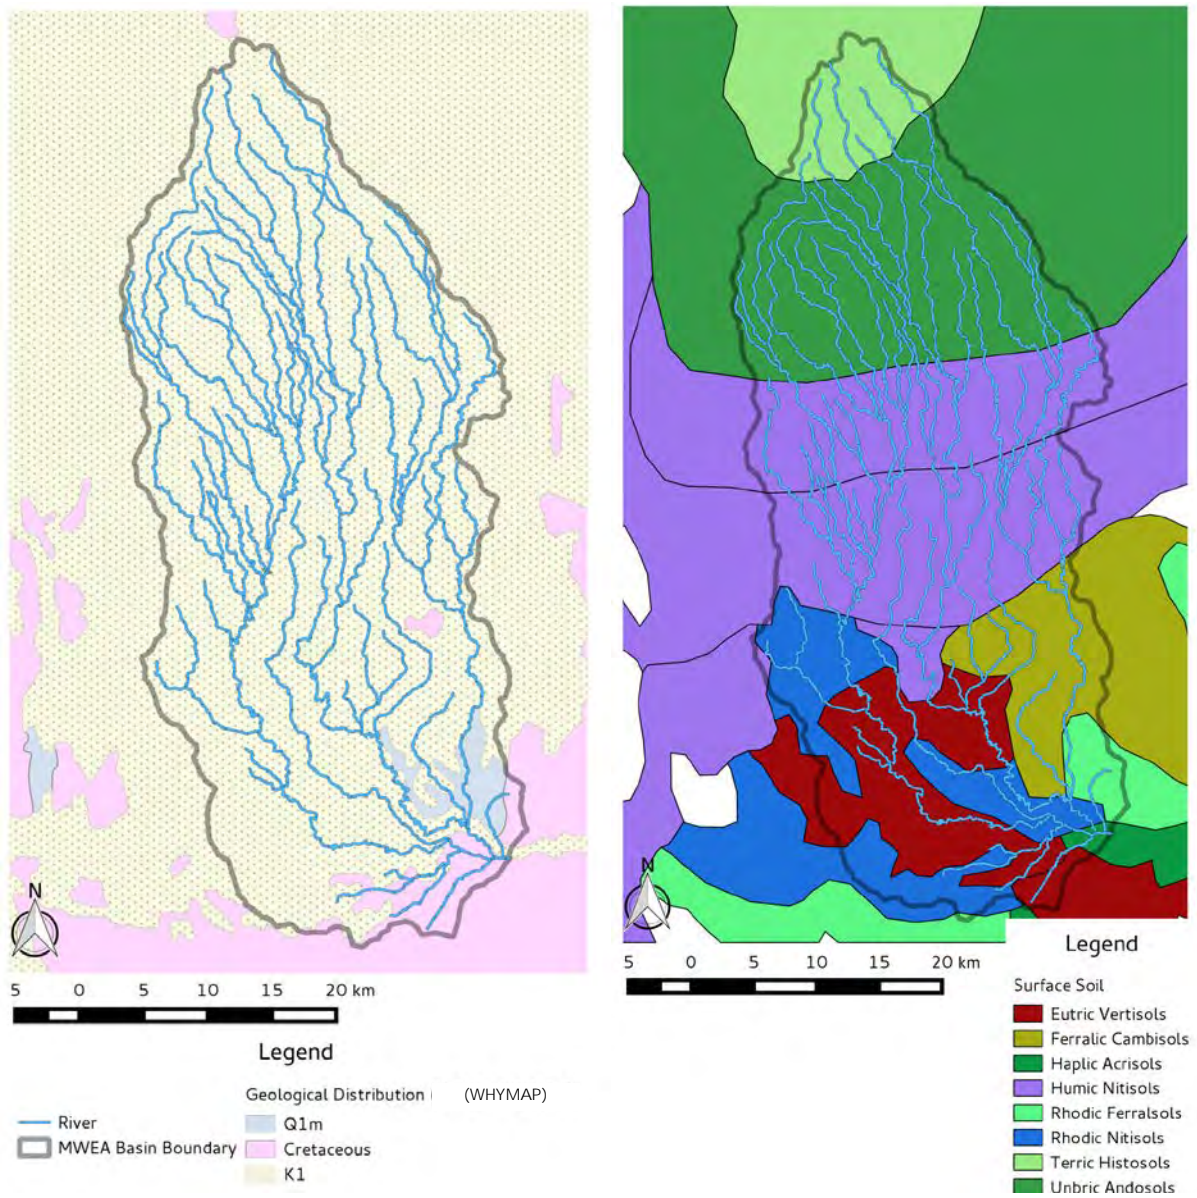 N
5 0 5 10 15 20 km
Legend
Geological Distribution (WHYMAP)
River
MWEA Basin Boundary
Q1m
Cretaceous
K1
N
5 0 5 10 15 20 km
Legend
Surface Soil
Eutric Vertisols
Ferralic Cambisols
Haplic Acrisols
Humic Nitisols
Rhodic Ferralsols
Rhodic Nitisols
Terric Histosols
Unbric Andosols